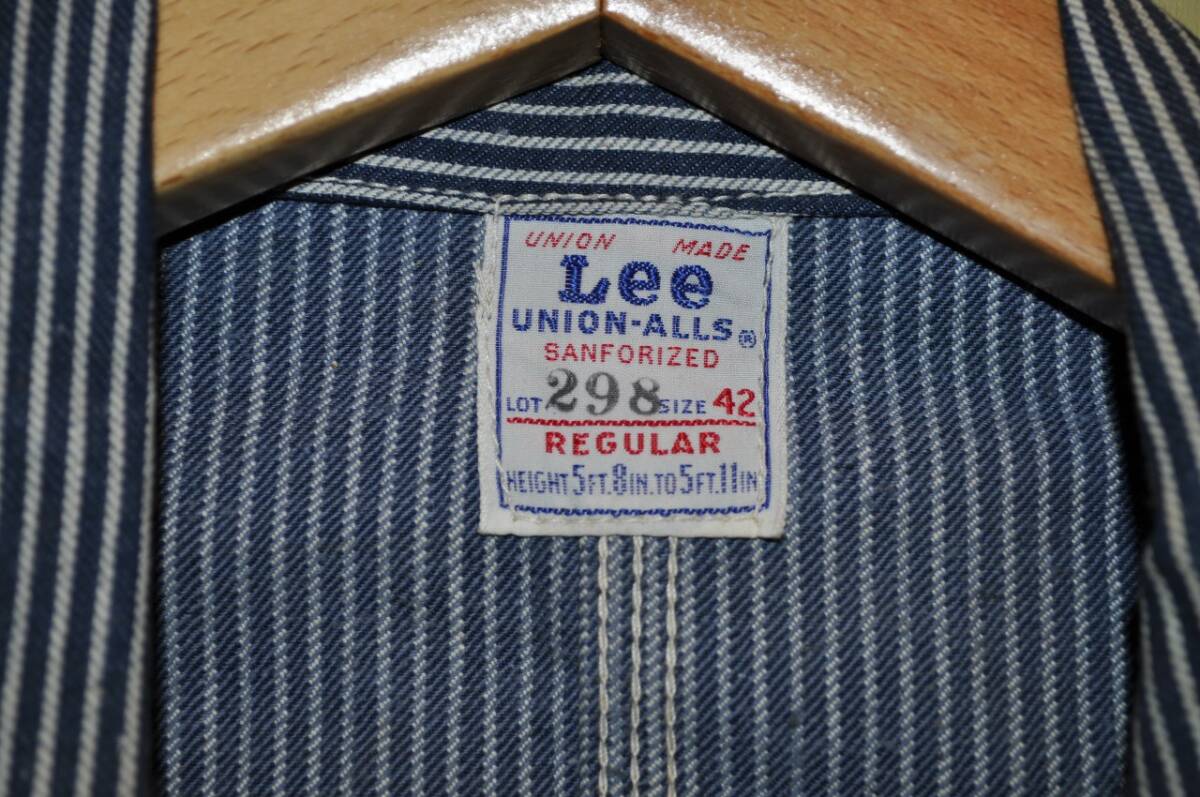 UNION MADE
Lee
UNION-ALLS®
SANFORIZED
LOT 298 SIZE 42
REGULAR
HEIGHT 5FT.8IN.TO 5FT.11IN